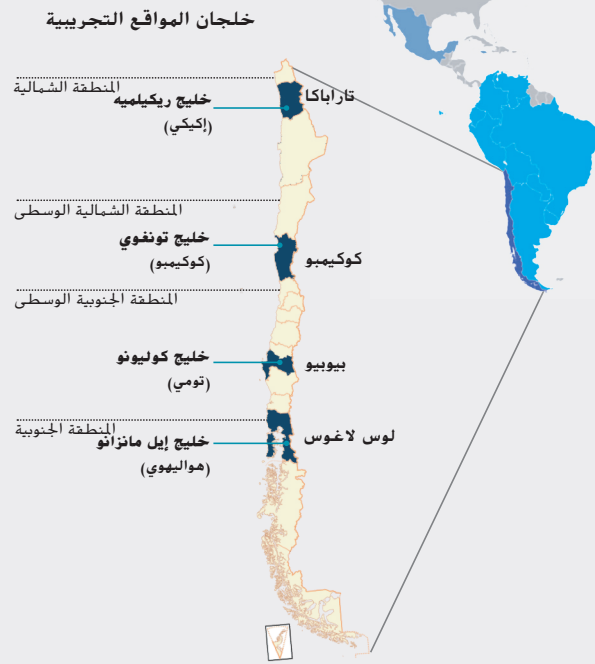 خلجان المواقع التجريبية
المنطقة الشمالية
تاراباكا
خليج ريكيلميه
(إكيكي)
المنطقة الشمالية الوسطى
خليج تونغوي
(كوكيمبو)
كوكيمبو
المنطقة الجنوبية الوسطى
خليج كوليونو
(تومي)
بيوبيو
المنطقة الجنوبية
لوس لاغوس
خليج إيل مانزانو
(هواليهوي)